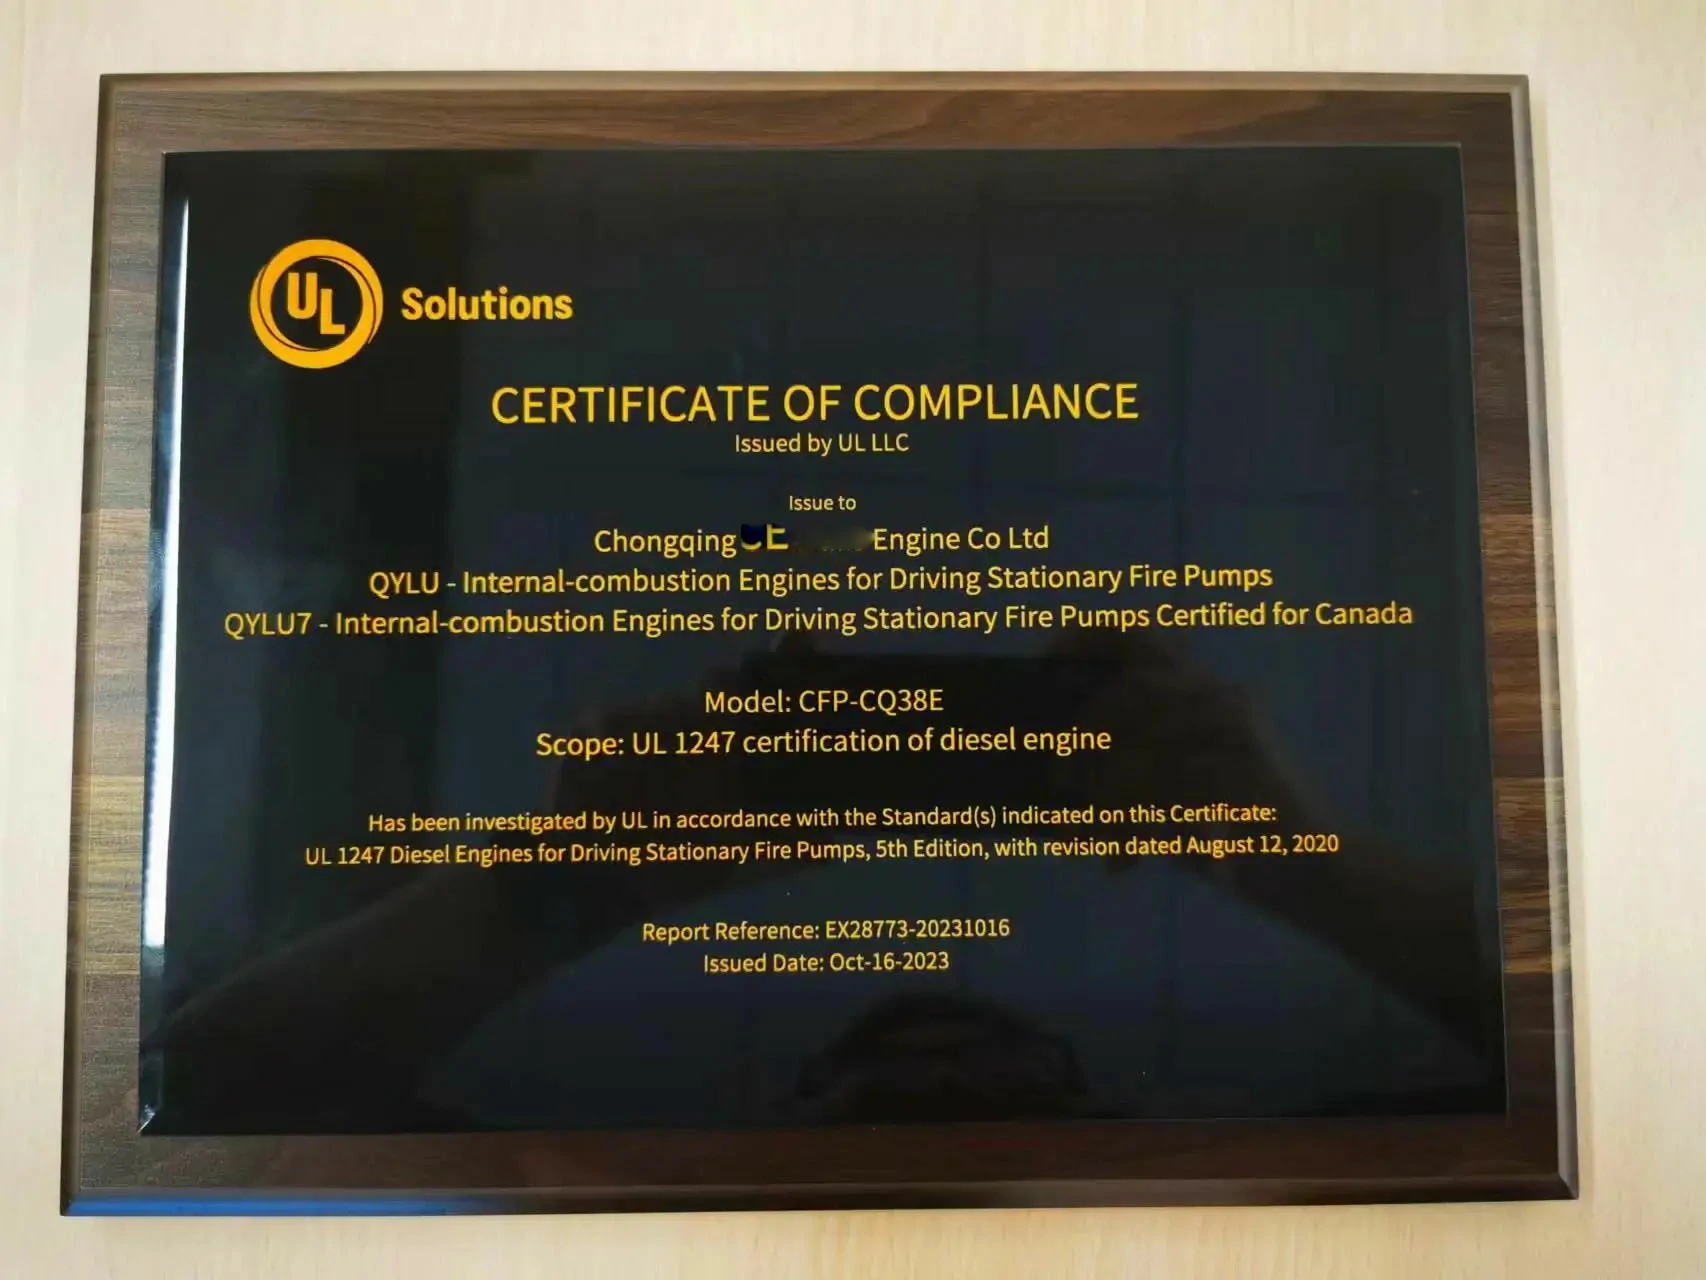 UL Solutions
CERTIFICATE OF COMPLIANCE
Issued by UL LLC
Issue to
Chongqing Engine Co Ltd
QYLU - Internal-combustion Engines for Driving Stationary Fire Pumps
QYLU7 - Internal-combustion Engines for Driving Stationary Fire Pumps Certified for Canada
Model: CFP-CQ38E
Scope: UL 1247 certification of diesel engine
Has been investigated by UL in accordance with the Standard(s) indicated on this Certificate:
UL 1247 Diesel Engines for Driving Stationary Fire Pumps, 5th Edition, with revision dated August 12, 2020
Report Reference: EX28773-20231016
Issued Date: Oct-16-2023